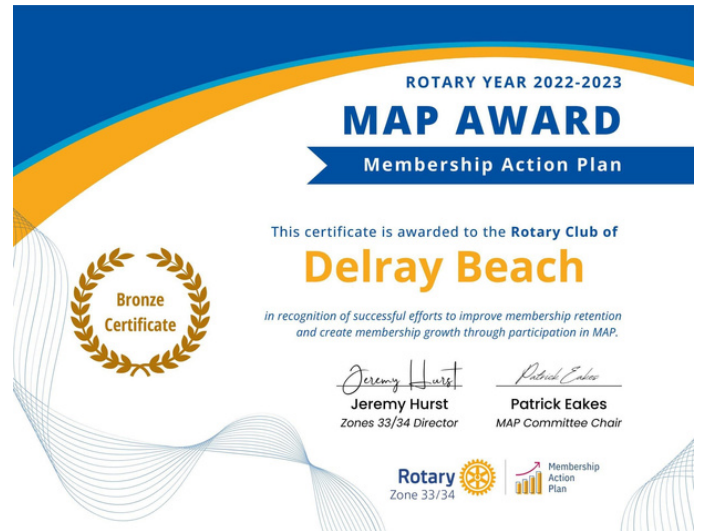 ROTARY YEAR 2022-2023
MAP AWARD
Membership Action Plan
This certificate is awarded to the Rotary Club of
Delray Beach
Bronze
Certificate
in recognition of successful efforts to improve membership retention
and create membership growth through participation in MAP.
Jeremy Hurst
Patrick Eakes
Jeremy Hurst
Zones 33/34 Director
Patrick Eakes
MAP Committee Chair
Rotary
Zone 33/34
Membership
Action
Plan